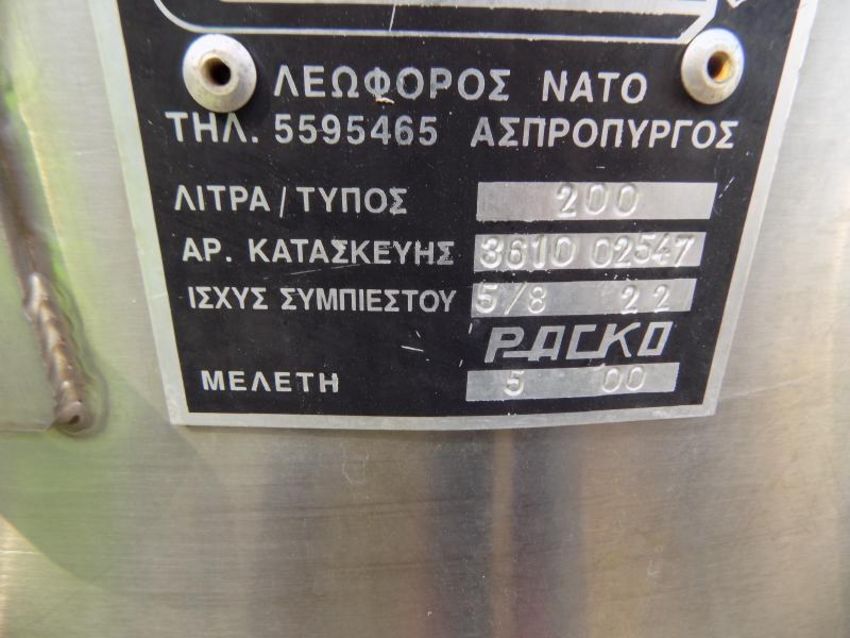 ΛΕΩΦΟΡΟΣ ΝΑΤΟ
ΤΗΛ. 5595465 ΑΣΠΡΟΠΥΡΓΟΣ
ΛΙΤΡΑ / ΤΥΠΟΣ 200
ΑΡ. ΚΑΤΑΣΚΕΥΗΣ 3610 02547
ΙΣΧΥΣ ΣΥΜΠΙΕΣΤΟΥ 5/8 22
PACKO
ΜΕΛΕΤΗ 5 00